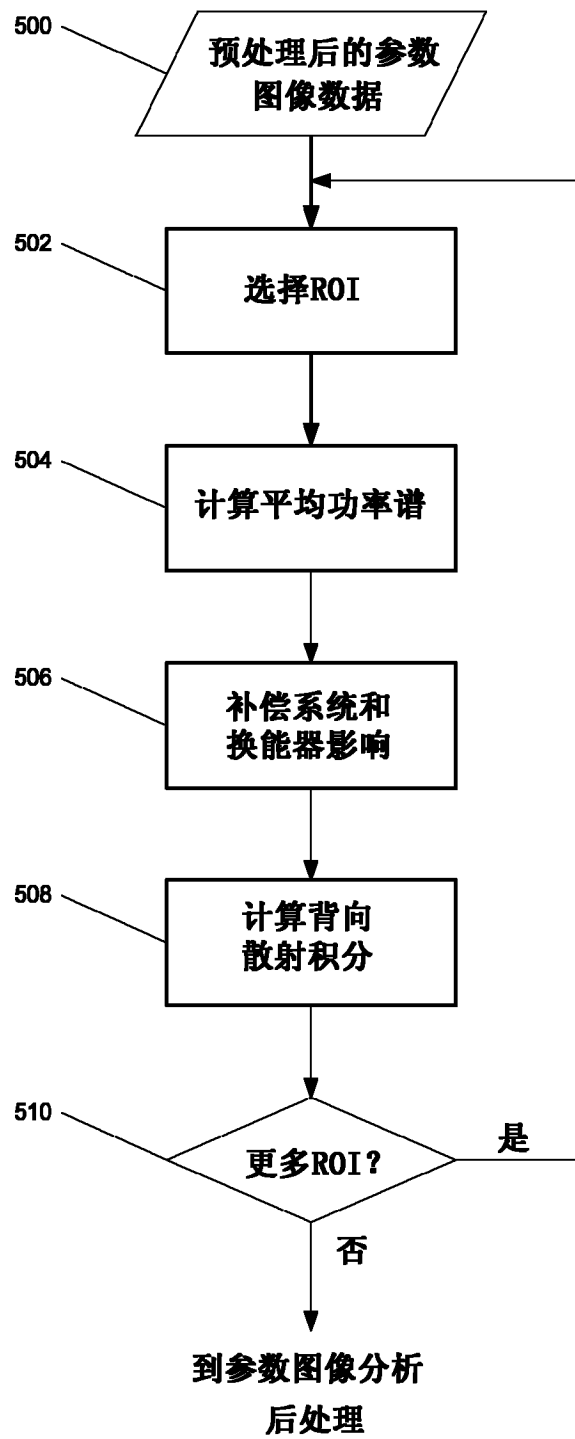 500
预处理后的参数
图像数据
502
选择ROI
504
计算平均功率谱
506
补偿系统和
换能器影响
508
计算背向
散射积分
510
更多ROI?
是
否
到参数图像分析
后处理